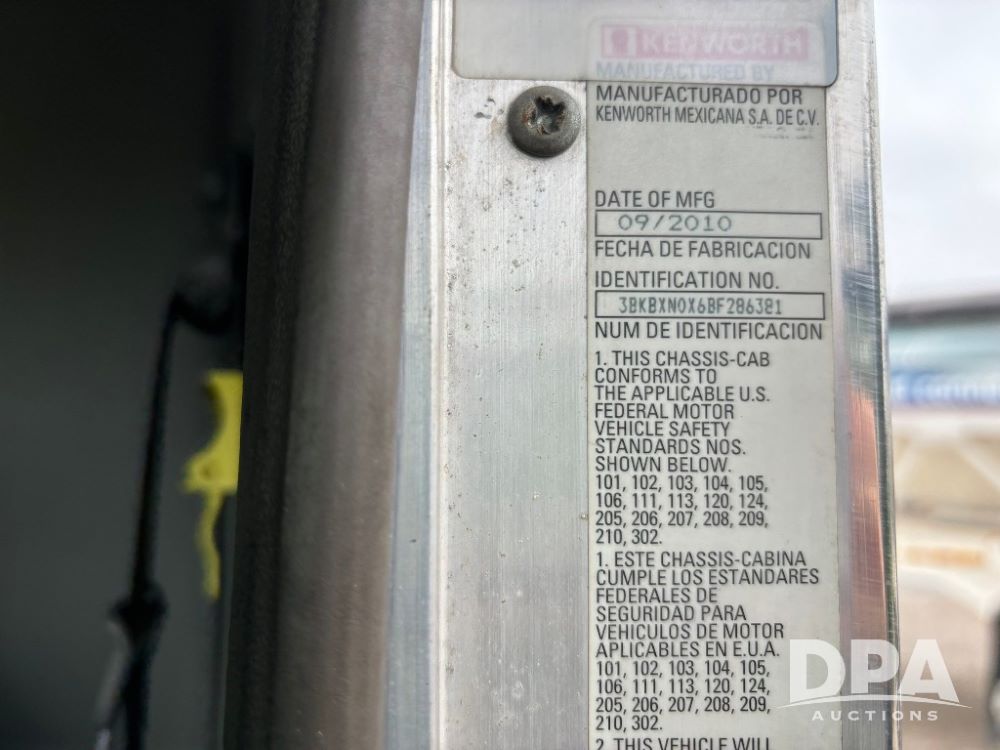 KENWORTH
MANUFACTURED BY
MANUFACTURADO POR
KENWORTH MEXICANA S.A. DE C.V.
DATE OF MFG
09/2010
FECHA DE FABRICACION
IDENTIFICATION NO.
3BKBXN0X6BF286381
NUM DE IDENTIFICACION
1. THIS CHASSIS-CAB
CONFORMS TO
THE APPLICABLE U.S.
FEDERAL MOTOR
VEHICLE SAFETY
STANDARDS NOS.
SHOWN BELOW.
101, 102, 103, 104, 105,
106, 111, 113, 120, 124,
205, 206, 207, 208, 209,
210, 302.
1. ESTE CHASSIS-CABINA
CUMPLE LOS ESTANDARES
FEDERALES DE
SEGURIDAD PARA
VEHICULOS DE MOTOR
APLICABLES EN E.U.A.
101, 102, 103, 104, 105,
106, 111, 113, 120, 124,
205, 206, 207, 208, 209,
210, 302.
2. THIS VEHICLE WILL
DPA
AUCTIONS